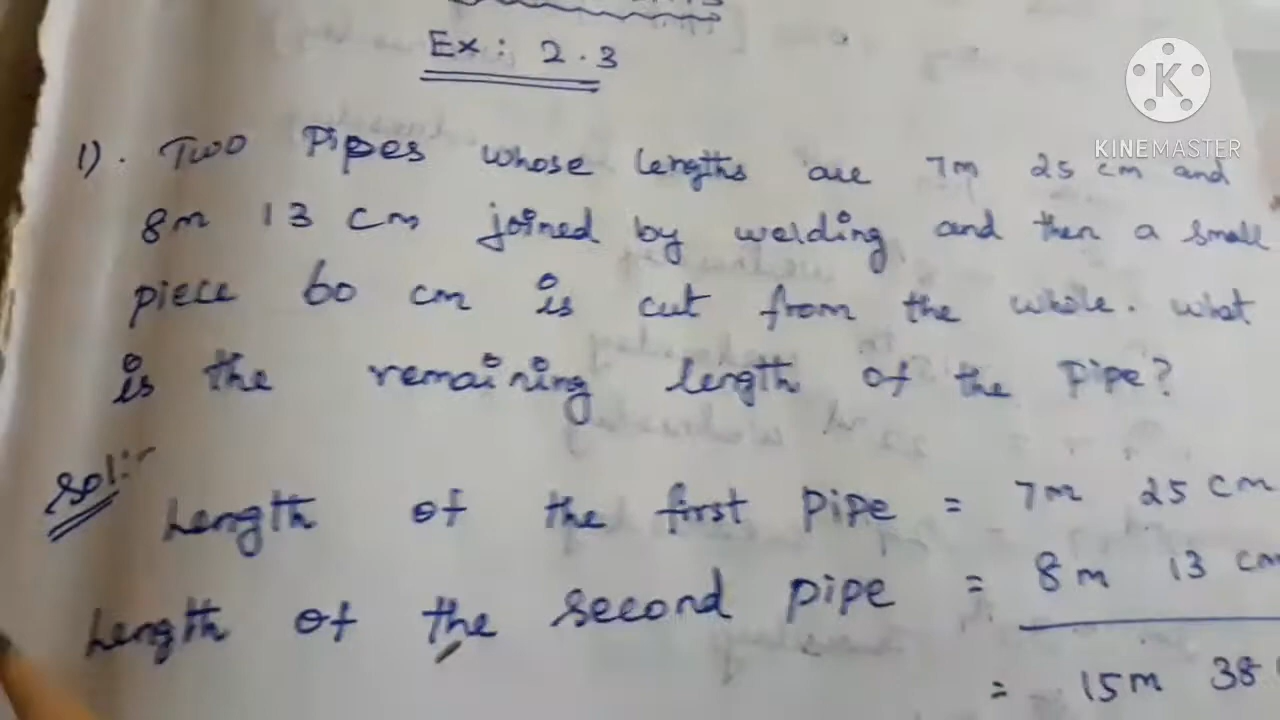 Ex: 2.3
K
KINEMASTER
1). Two Pipes whose lengths are 7m 25 cm and
8m 13 cm joined by welding and then a small
piece 60 cm is cut from the whole. what
is the remaining length of the Pipe?
Sol:-
Length of the first pipe = 7m 25 cm
Length of the second pipe = 8m 13 cm
= 15m 38